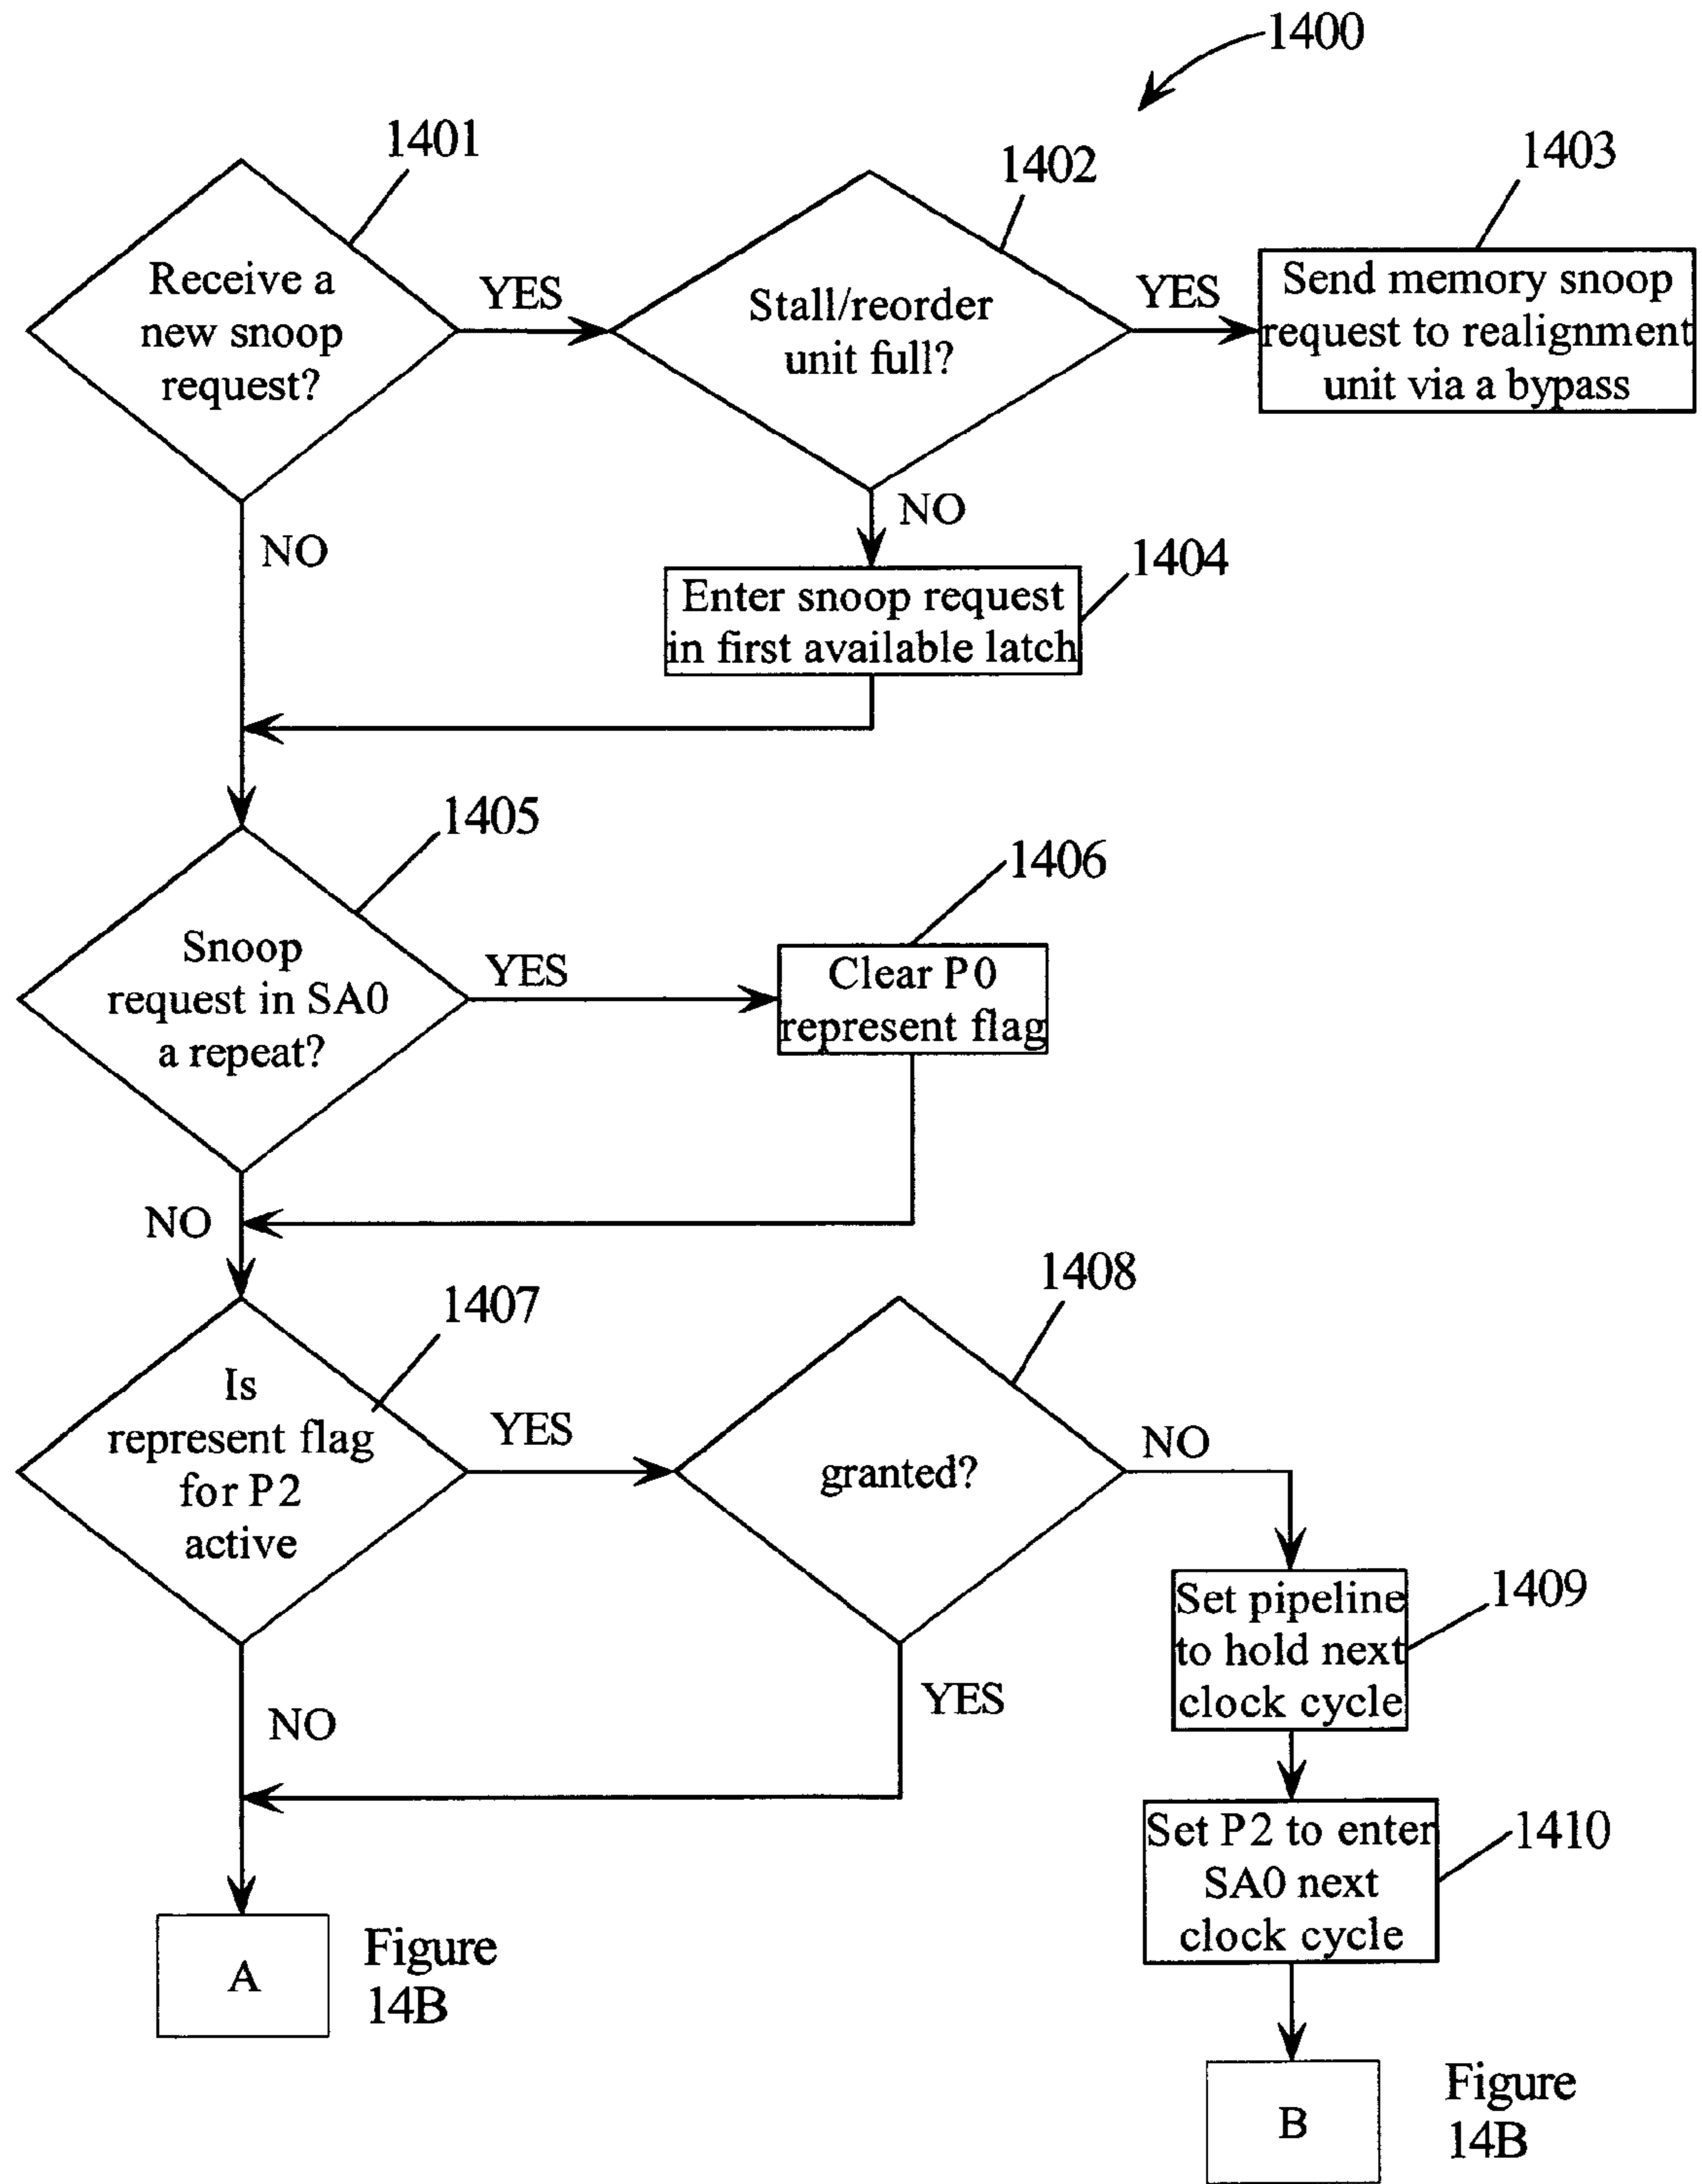 1400
1401
1402
1403
Receive a
new snoop
request?
YES
Stall/reorder
unit full?
YES
Send memory snoop
request to realignment
unit via a bypass
NO
NO
1404
Enter snoop request
in first available latch
1405
1406
Snoop
request in SA0
a repeat?
YES
Clear P0
represent flag
NO
1407
1408
Is
represent flag
for P2
active
YES
granted?
NO
1409
Set pipeline
to hold next
clock cycle
NO
YES
1410
Set P2 to enter
SA0 next
clock cycle
A
Figure
14B
B
Figure
14B